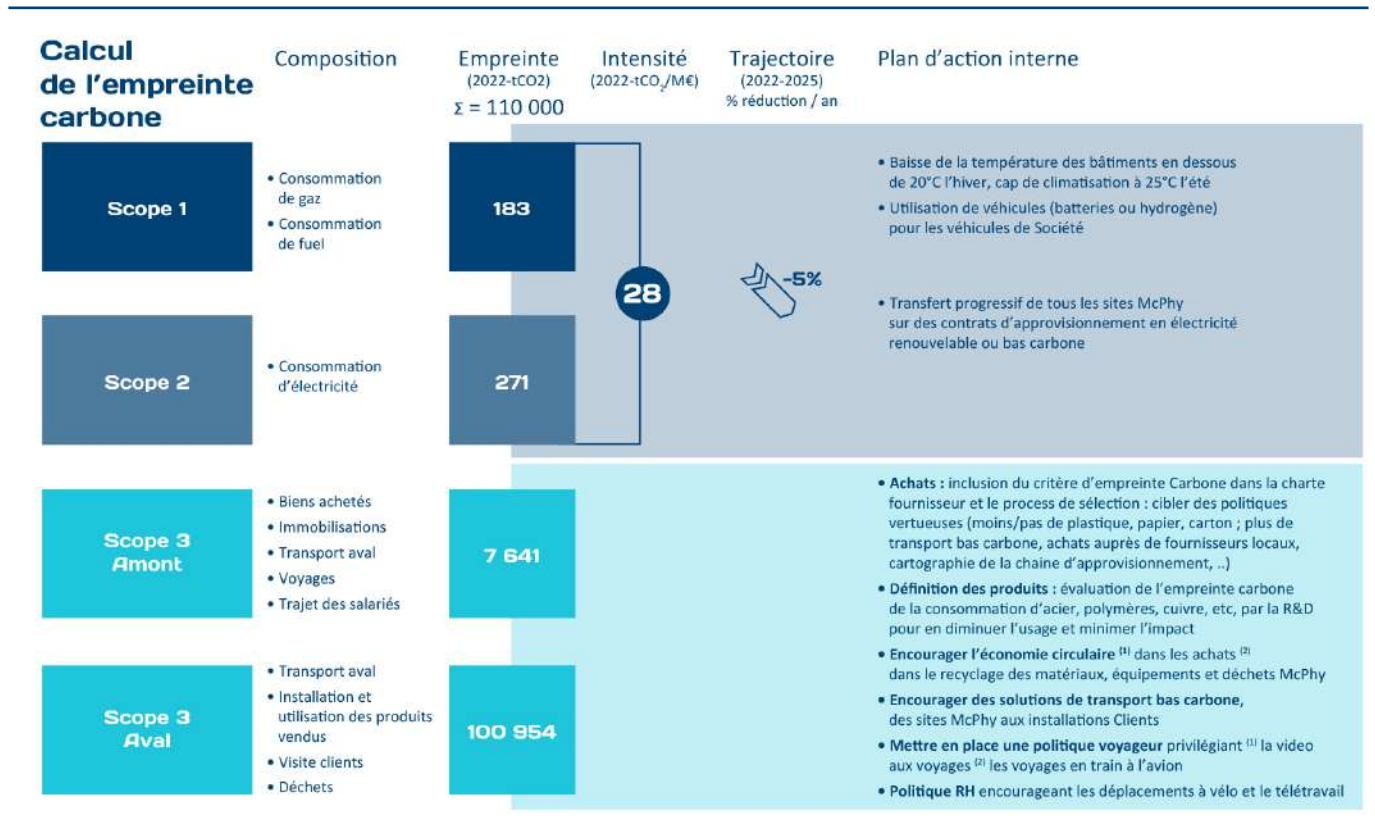 Calcul
de l'empreinte
carbone
Composition
Empreinte
(2022-tCO2)
Σ = 110 000
Intensité
(2022-tCO₂/M€)
Trajectoire
(2022-2025)
% réduction / an
Plan d'action interne
Scope 1
• Consommation
de gaz
• Consommation
de fuel
183
• Baisse de la température des bâtiments en dessous
de 20°C l'hiver, cap de climatisation à 25°C l'été
• Utilisation de véhicules (batteries ou hydrogène)
pour les véhicules de Société
28
-5%
Scope 2
• Consommation
d'électricité
271
• Transfert progressif de tous les sites McPhy
sur des contrats d'approvisionnement en électricité
renouvelable ou bas carbone
Scope 3
Amont
• Biens achetés
• Immobilisations
• Transport aval
• Voyages
• Trajet des salariés
7 641
Scope 3
Aval
• Transport aval
• Installation et
utilisation des produits
vendus
• Visite clients
• Déchets
100 954
• Achats : inclusion du critère d'empreinte Carbone dans la charte
fournisseur et le process de sélection : cibler des politiques
vertueuses (moins/pas de plastique, papier, carton ; plus de
transport bas carbone, achats auprès de fournisseurs locaux,
cartographie de la chaine d'approvisionnement, ..)
• Définition des produits : évaluation de l'empreinte carbone
de la consommation d'acier, polymères, cuivre, etc, par la R&D
pour en diminuer l'usage et minimer l'impact
• Encourager l'économie circulaire (1) dans les achats (2)
dans le recyclage des matériaux, équipements et déchets McPhy
• Encourager des solutions de transport bas carbone,
des sites McPhy aux installations Clients
• Mettre en place une politique voyageur privilégiant (1) la video
aux voyages (2) les voyages en train à l'avion
• Politique RH encourageant les déplacements à vélo et le télétravail